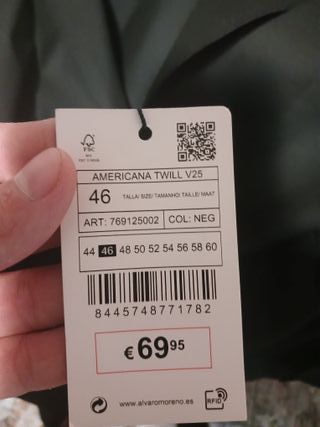 FSC
AMERICANA TWILL V25
46 TALLA/ SIZE/ TAMANHO/ TAILLE/ MAAT
ART: 769125002 COL: NEG
44 46 48 50 52 54 56 58 60
8445748771782
€ 69.95
www.alvaromoreno.es RFID